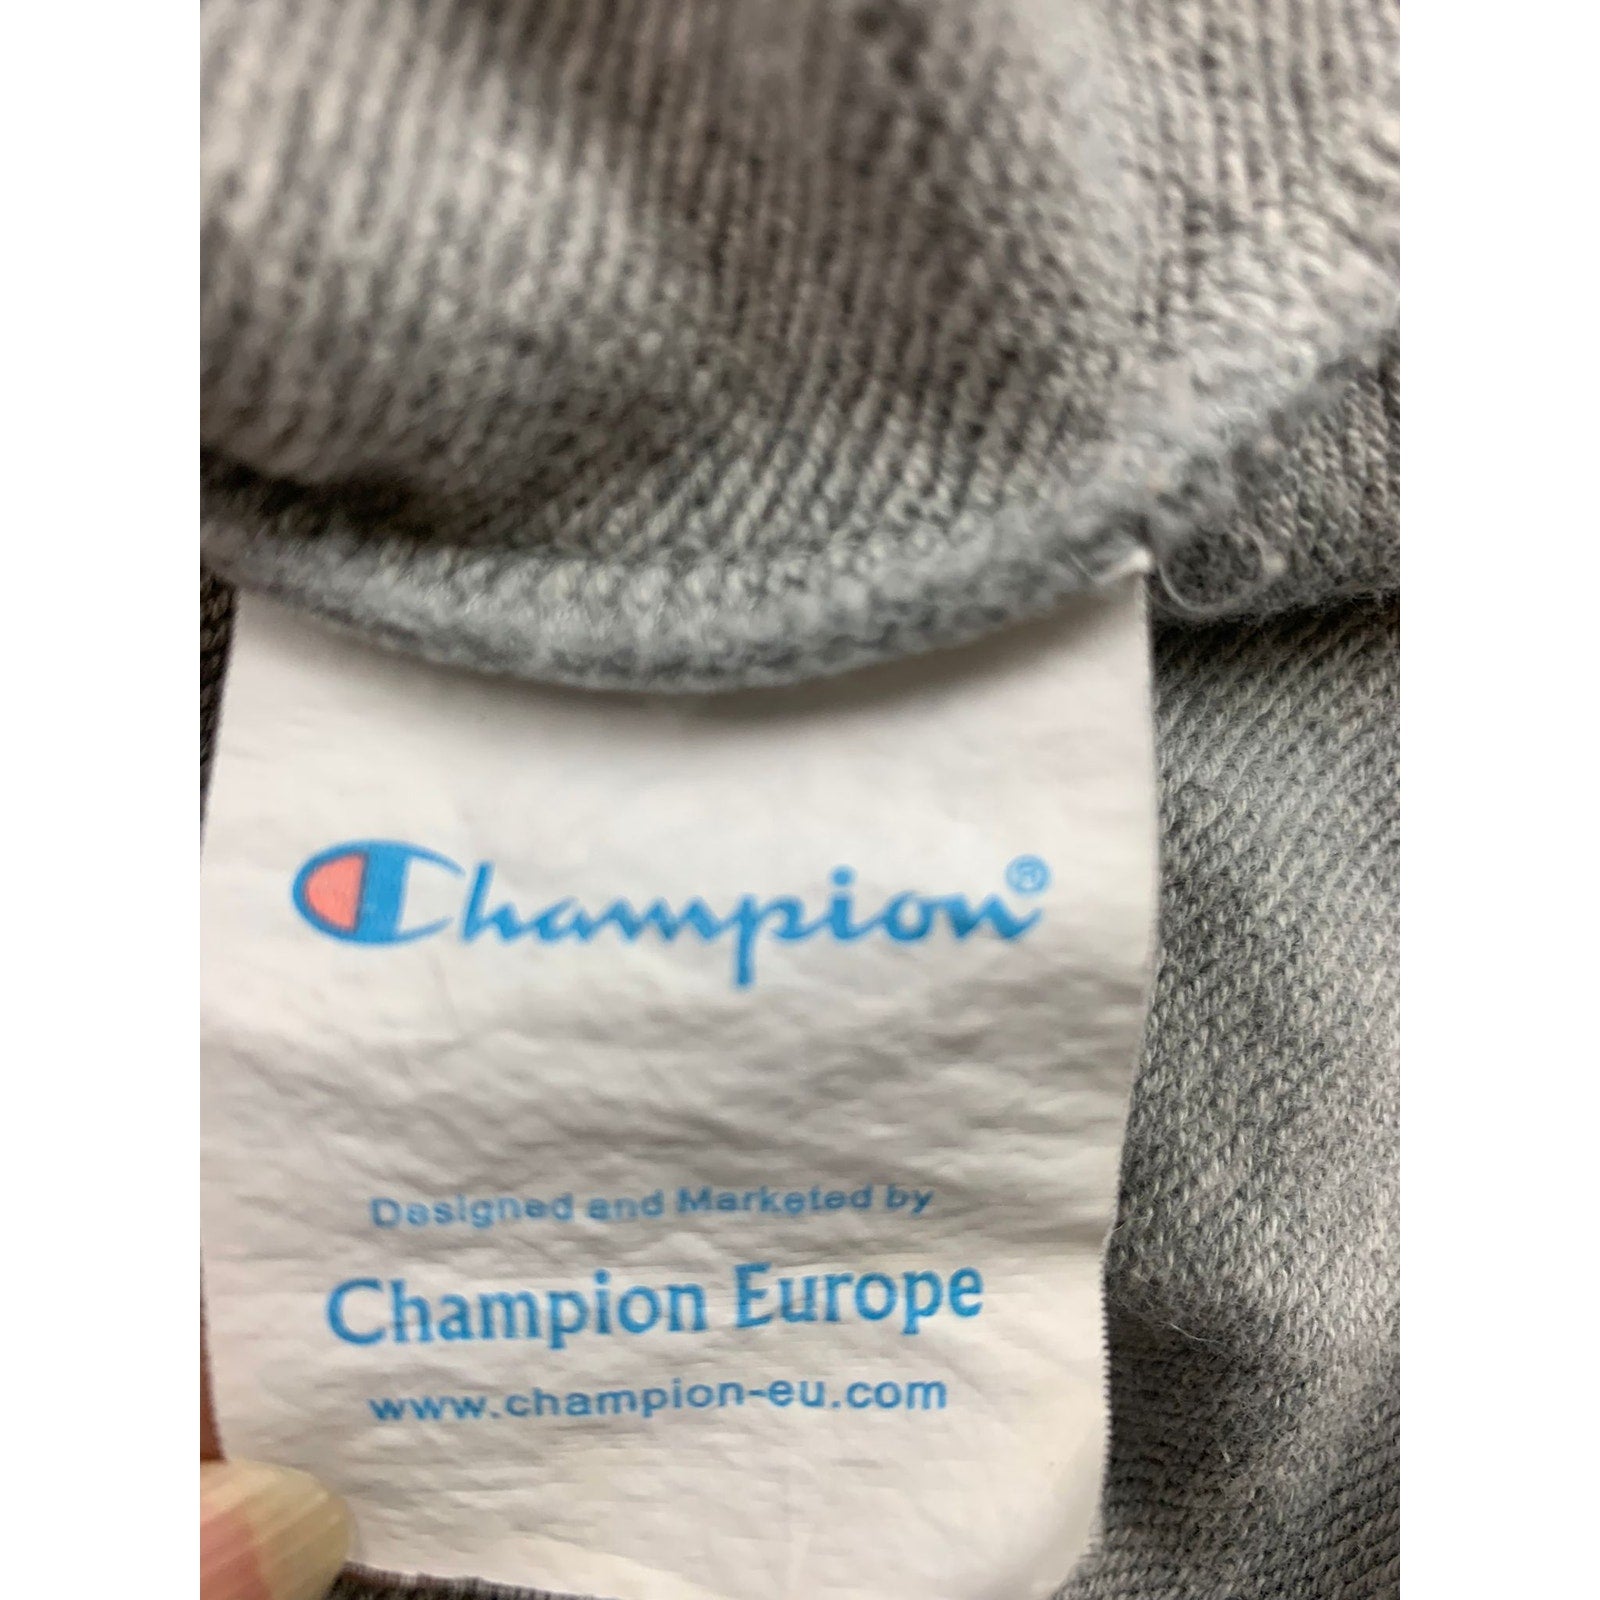 Champion®
Designed and Marketed by
Champion Europe
www.champion-eu.com